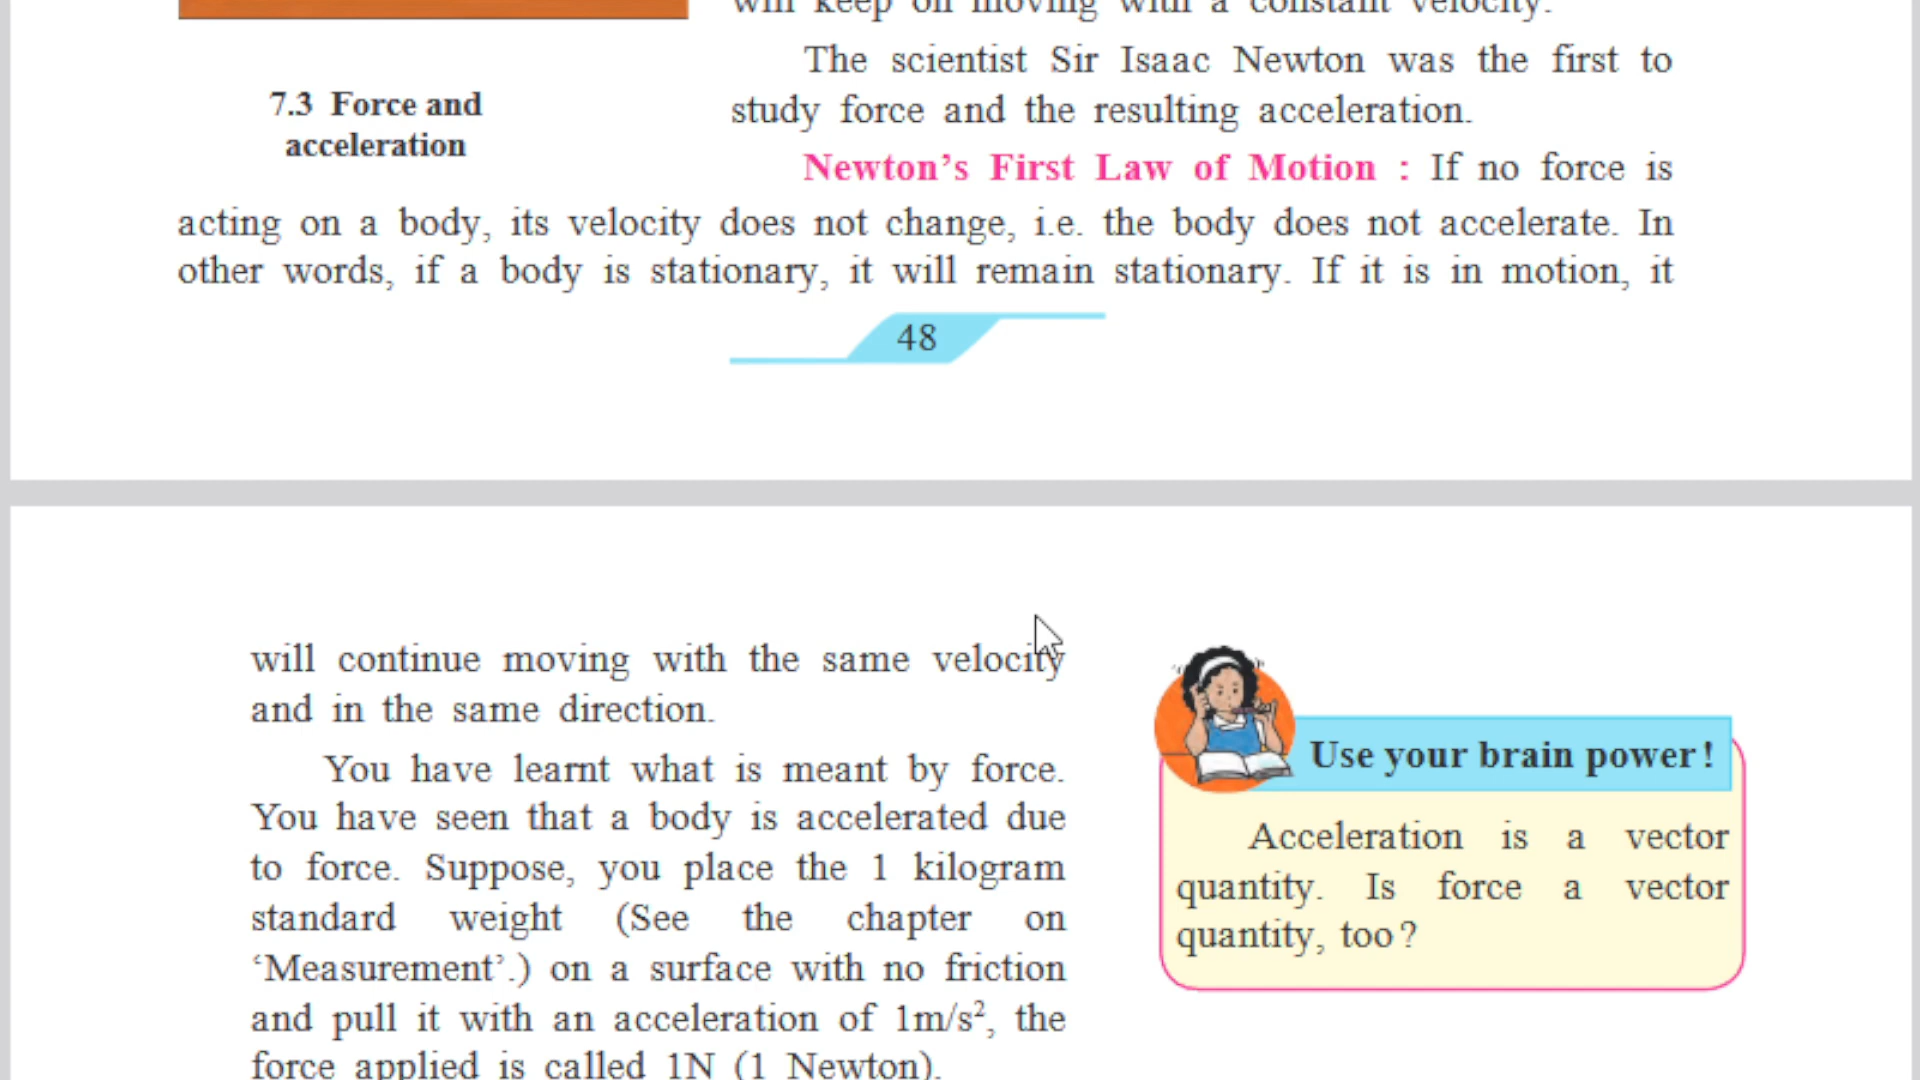 will keep on moving with a constant velocity.
The scientist Sir Isaac Newton was the first to
study force and the resulting acceleration.
7.3 Force and
acceleration
Newton’s First Law of Motion : If no force is
acting on a body, its velocity does not change, i.e. the body does not accelerate. In
other words, if a body is stationary, it will remain stationary. If it is in motion, it
48
will continue moving with the same velocity
and in the same direction.
You have learnt what is meant by force.
You have seen that a body is accelerated due
to force. Suppose, you place the 1 kilogram
standard weight (See the chapter on
‘Measurement’.) on a surface with no friction
and pull it with an acceleration of 1m/s², the
force applied is called 1N (1 Newton).
Use your brain power!
Acceleration is a vector
quantity. Is force a vector
quantity, too?